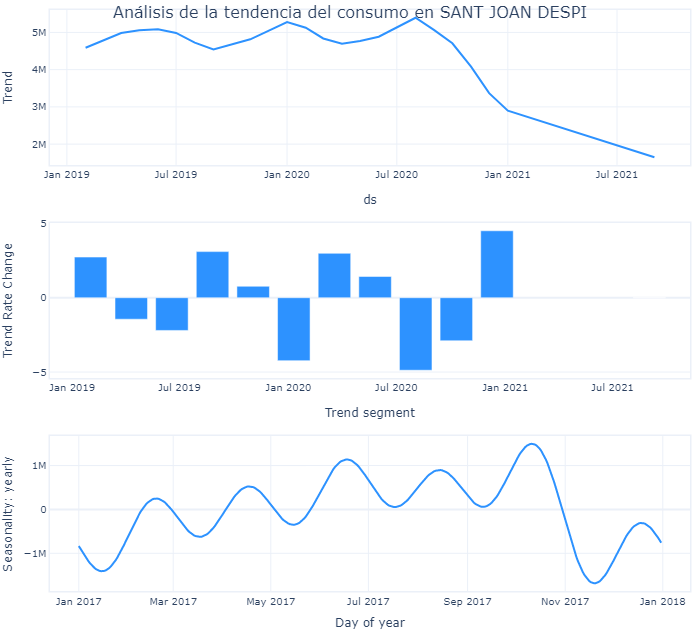 Análisis de la tendencia del consumo en SANT JOAN DESPI
5M
4M
3M
2M
Trend
Jan 2019 Jul 2019 Jan 2020 Jul 2020 Jan 2021 Jul 2021
ds
5
0
−5
Trend Rate Change
Jan 2019 Jul 2019 Jan 2020 Jul 2020 Jan 2021 Jul 2021
Trend segment
1M
0
−1M
Seasonality: yearly
Jan 2017 Mar 2017 May 2017 Jul 2017 Sep 2017 Nov 2017 Jan 2018
Day of year